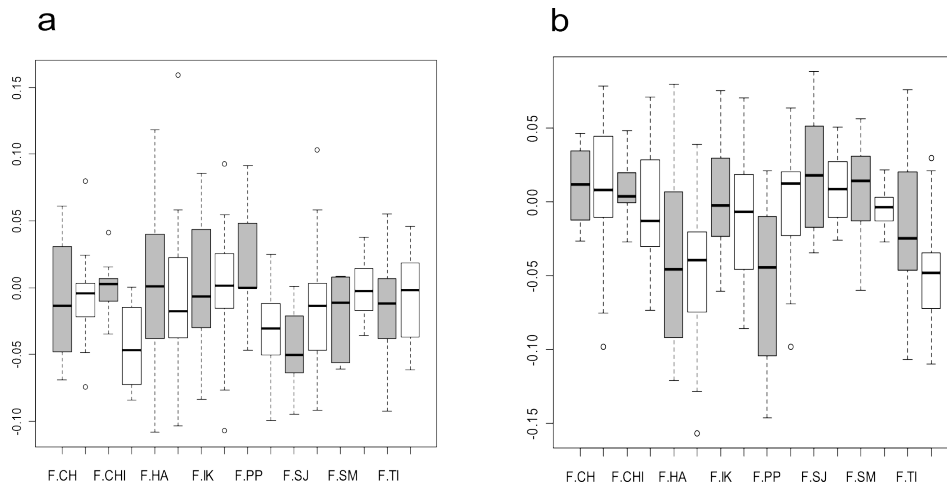 a
b
0.15
0.10
0.05
0.00
-0.05
-0.10
F.CH F.CHI F.HA F.IK F.PP F.SJ F.SM F.TI
0.05
0.00
-0.05
-0.10
-0.15
F.CH F.CHI F.HA F.IK F.PP F.SJ F.SM F.TI